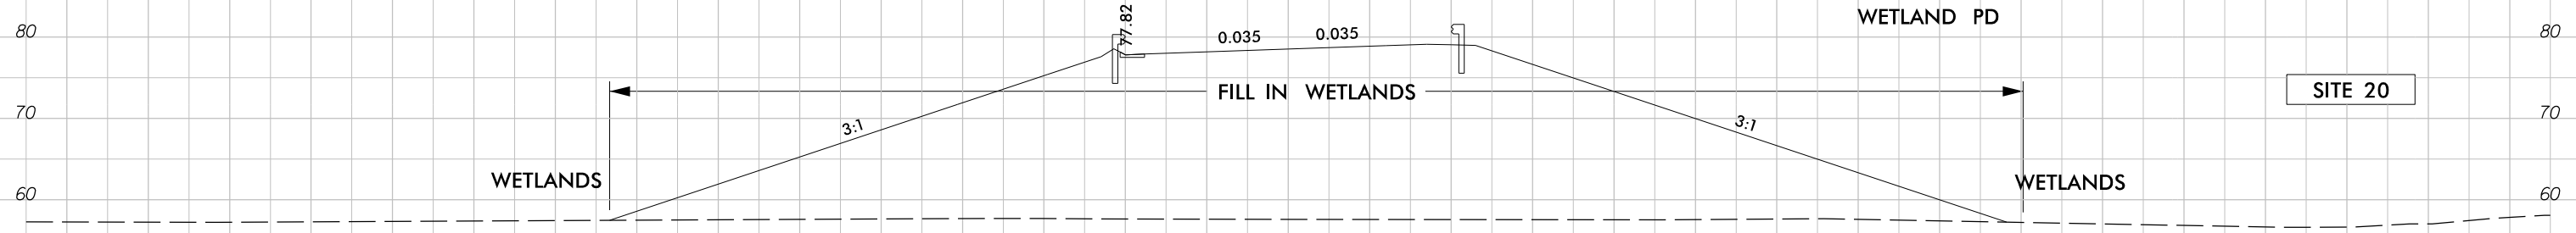 WETLAND PD
80
77.82
0.035
0.035
80
FILL IN WETLANDS
SITE 20
70
3:1
3:1
70
WETLANDS
WETLANDS
60
60